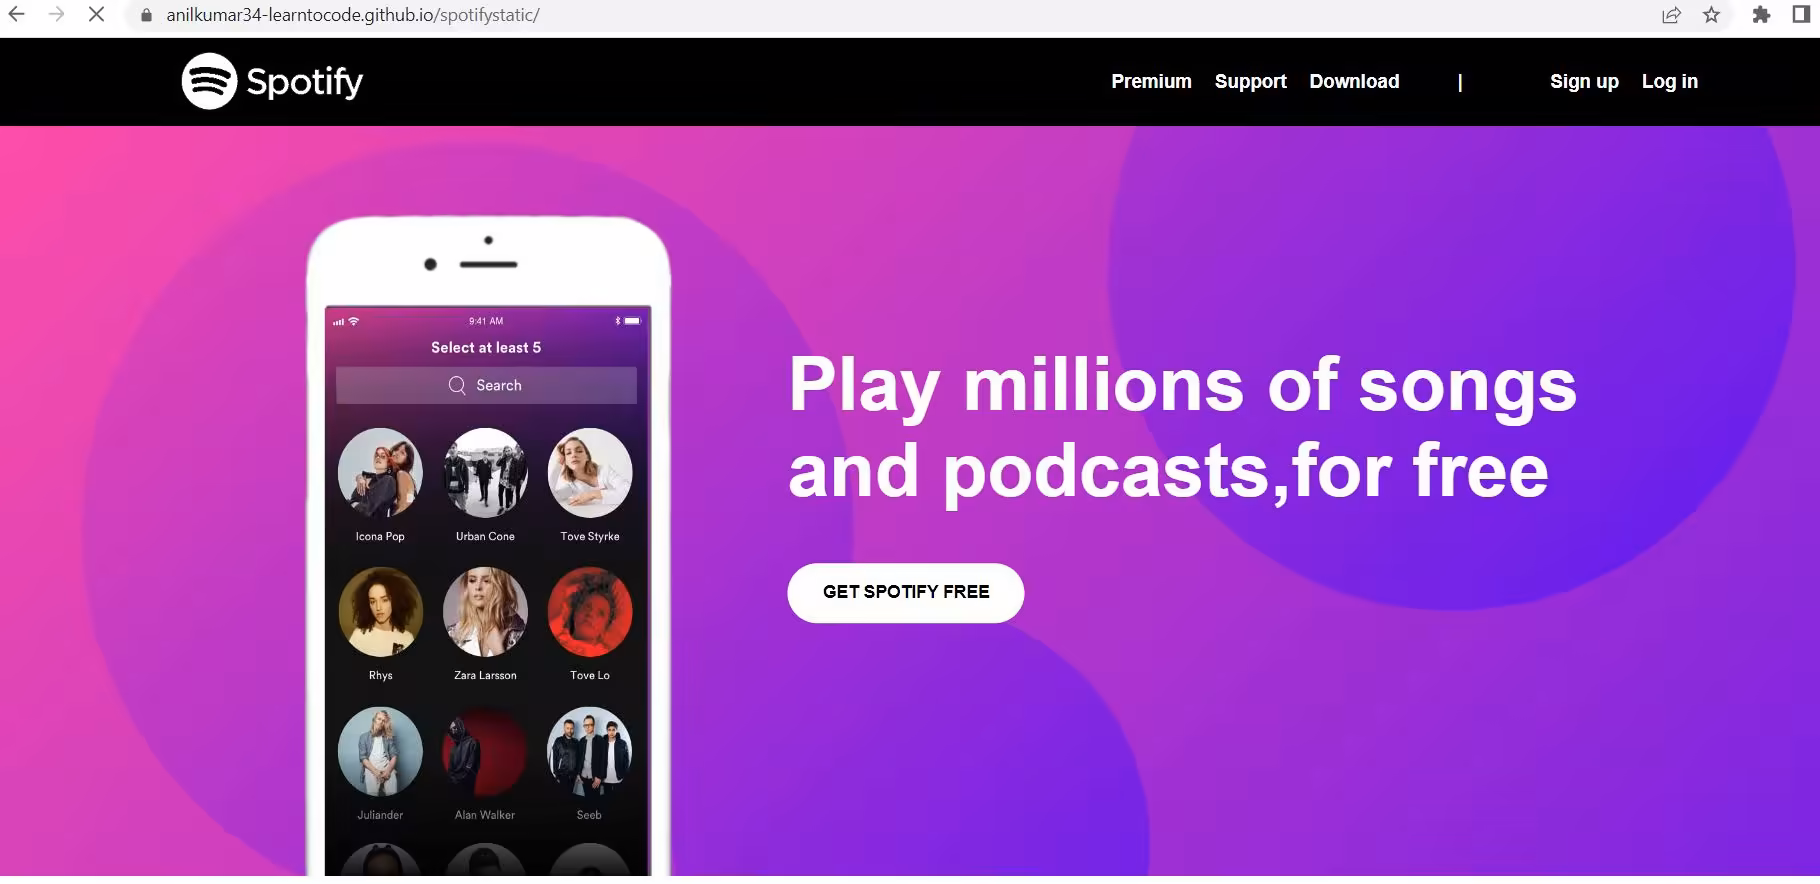 anilkumar34-learntocode.github.io/spotifystatic/
Spotify
Premium Support Download | Sign up Log in
9:41 AM
Select at least 5
Search
Icona Pop Urban Cone Tove Styrke
Rhys Zara Larsson Tove Lo
Juliander Alan Walker Seeb
Play millions of songs
and podcasts,for free
GET SPOTIFY FREE